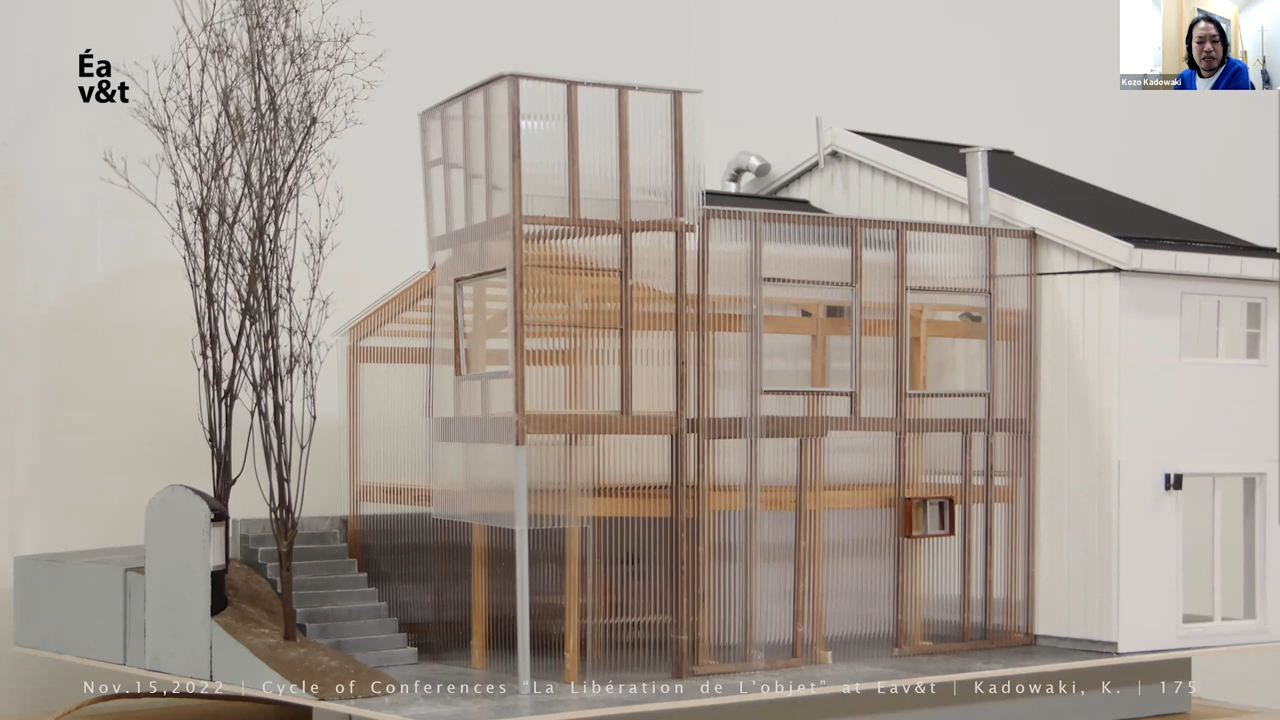 Éa
v&t
Kozo Kadowaki
Nov.15,2022 | Cycle of Conferences "La Libération de L'objet" at Eav&t | Kadowaki, K. | 175